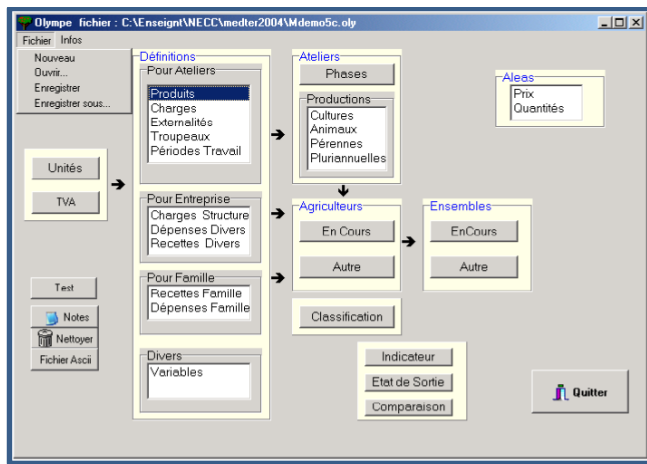 Olympe fichier : C:\Enseignt\NECC\medter2004\Mdemo5c.oly
Fichier Infos
Nouveau
Ouvrir...
Enregistrer
Enregistrer sous...
Unités
TVA
Test
Notes
Nettoyer
Fichier Ascii
Définitions
Pour Ateliers
Produits
Charges
Externalités
Troupeaux
Périodes Travail
Pour Entreprise
Charges Structure
Dépenses Divers
Recettes Divers
Pour Famille
Recettes Famille
Dépenses Famille
Divers
Variables
Ateliers
Phases
Productions
Cultures
Animaux
Pérennes
Pluriannuelles
Agriculteurs
En Cours
Autre
Classification
Ensembles
EnCours
Autre
Aleas
Prix
Quantités
Indicateur
Etat de Sortie
Comparaison
Quitter